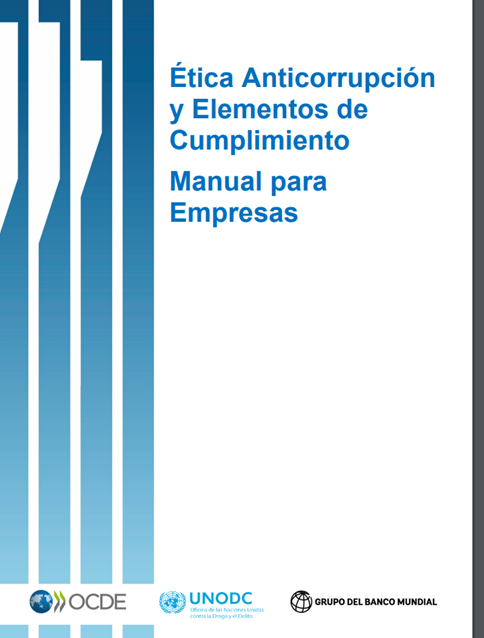 Ética Anticorrupción
y Elementos de
Cumplimiento
Manual para
Empresas
OCDE
UNODC
Oficina de las Naciones Unidas
contra la Droga y el Delito
GRUPO DEL BANCO MUNDIAL